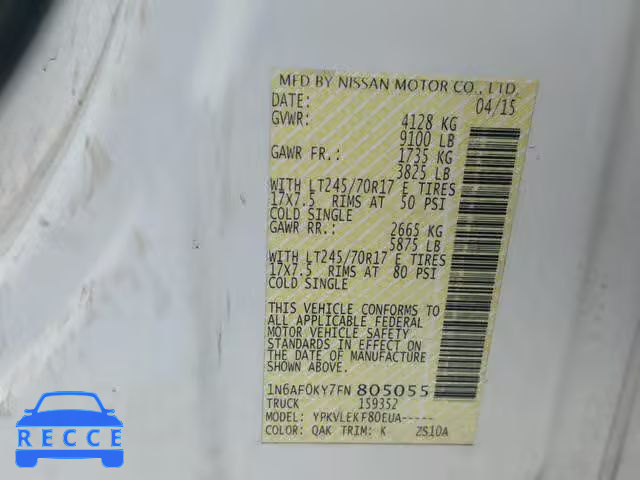 MFD BY NISSAN MOTOR CO., LTD.
DATE: 04/15
GVWR: 4128 KG
9100 LB
GAWR FR.: 1735 KG
3825 LB
WITH LT245/70R17 E TIRES
17X7.5 RIMS AT 50 PSI
COLD SINGLE
GAWR RR.: 2665 KG
5875 LB
WITH LT245/70R17 E TIRES
17X7.5 RIMS AT 80 PSI
COLD SINGLE
THIS VEHICLE CONFORMS TO
ALL APPLICABLE FEDERAL
MOTOR VEHICLE SAFETY
STANDARDS IN EFFECT ON THE
DATE OF MANUFACTURE
SHOWN ABOVE.
1N6AF0KY7FN 805055
TRUCK 159352
MODEL: YPKVLEKF80EUA-----
COLOR: QAK TRIM: K ZS10A
RECCE